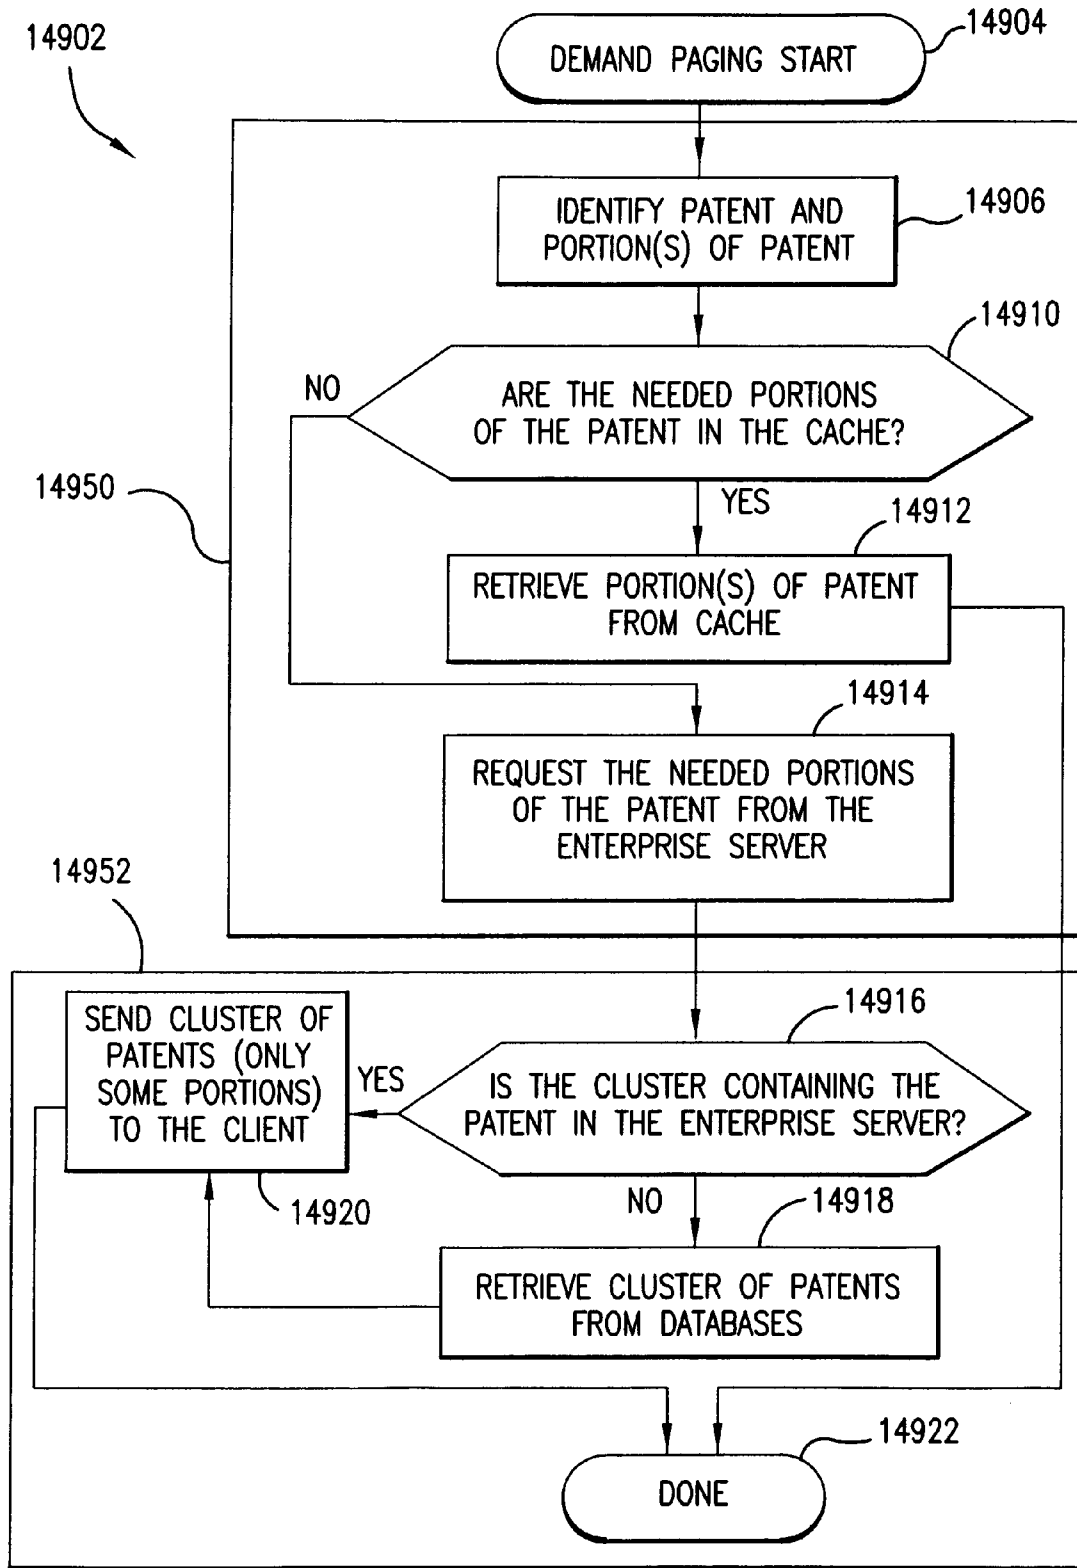 14902
DEMAND PAGING START
14904
IDENTIFY PATENT AND
PORTION(S) OF PATENT
14906
14910
ARE THE NEEDED PORTIONS
OF THE PATENT IN THE CACHE?
NO
YES
14950
14912
RETRIEVE PORTION(S) OF PATENT
FROM CACHE
14914
REQUEST THE NEEDED PORTIONS
OF THE PATENT FROM THE
ENTERPRISE SERVER
14952
14916
IS THE CLUSTER CONTAINING THE
PATENT IN THE ENTERPRISE SERVER?
YES
SEND CLUSTER OF
PATENTS (ONLY
SOME PORTIONS)
TO THE CLIENT
14920
NO
14918
RETRIEVE CLUSTER OF PATENTS
FROM DATABASES
14922
DONE